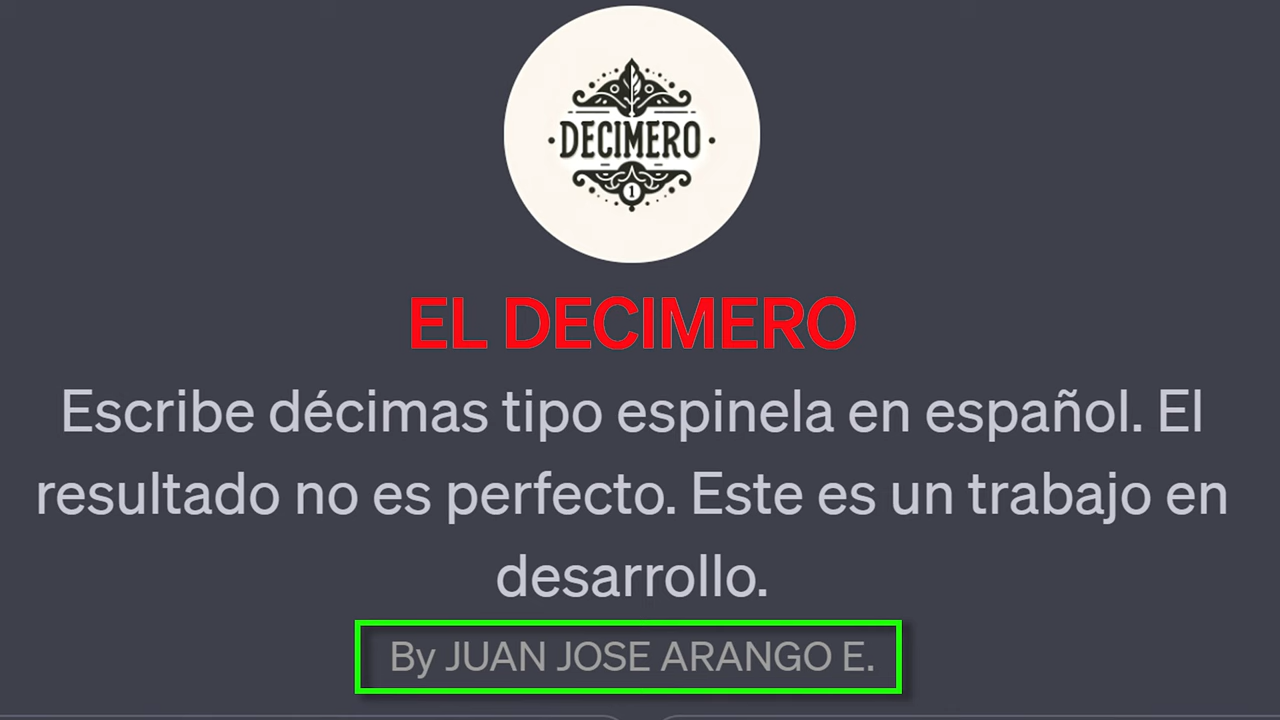 ·DECIMERO·
1
EL DECIMERO
Escribe décimas tipo espinela en español. El
resultado no es perfecto. Este es un trabajo en
desarrollo.
By JUAN JOSE ARANGO E.